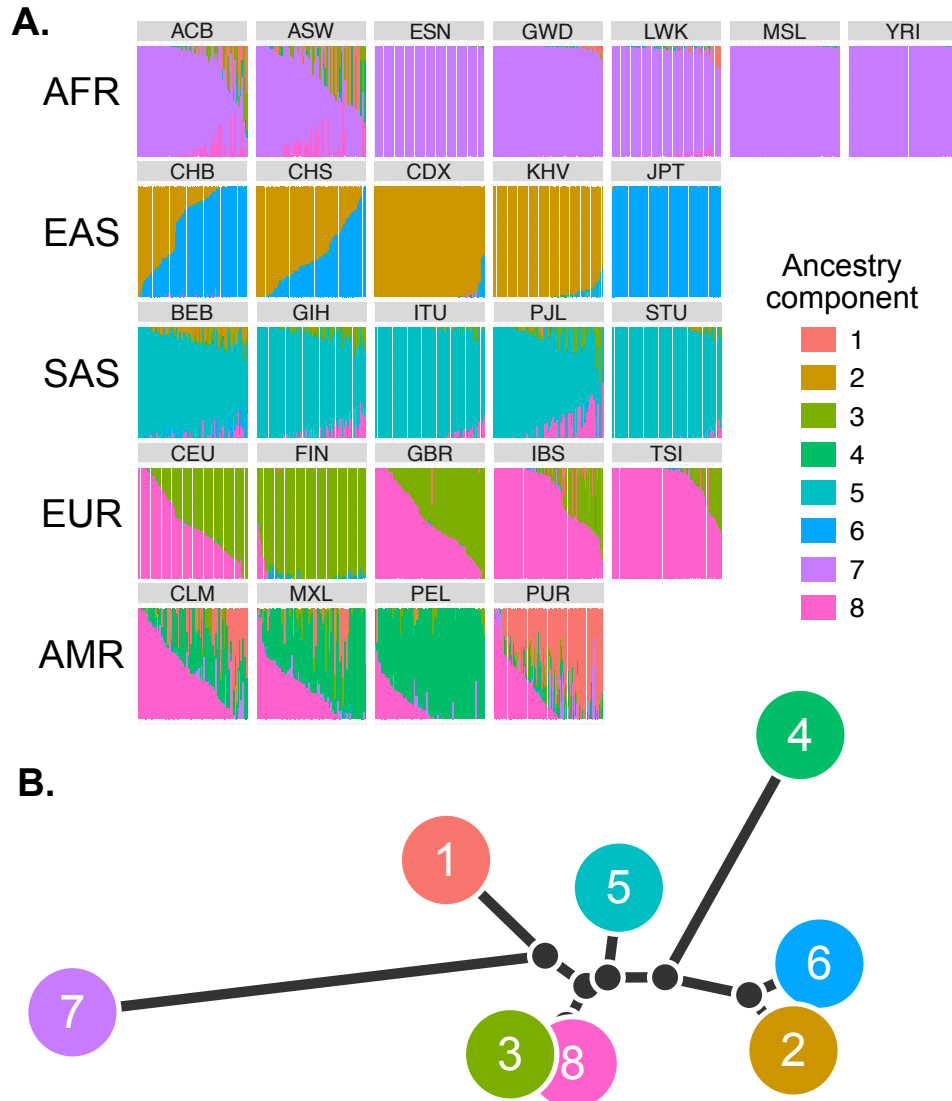 A.
ACB ASW ESN GWD LWK MSL YRI
AFR
CHB CHS CDX KHV JPT
EAS
BEB GIH ITU PJL STU
SAS
CEU FIN GBR IBS TSI
EUR
CLM MXL PEL PUR
AMR
Ancestry
component
1
2
3
4
5
6
7
8
B.
4
1
5
6
7
3
8
2